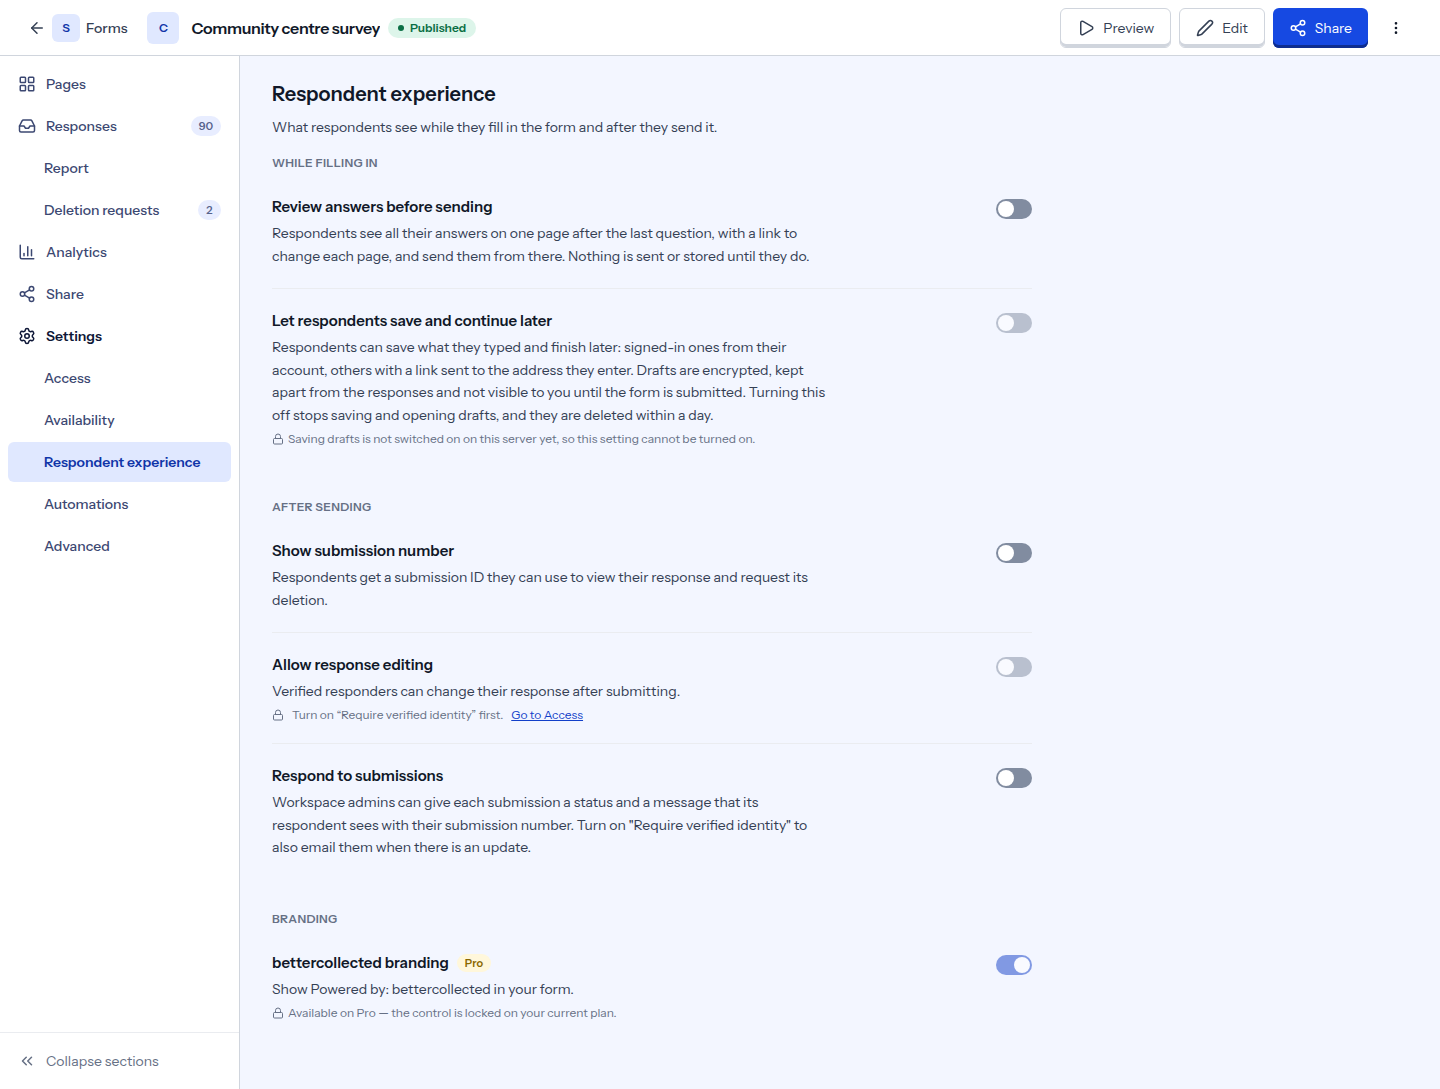 S Forms C Community centre survey Published Preview Edit Share
Pages
Responses 90
Report
Deletion requests 2
Analytics
Share
Settings
Access
Availability
Respondent experience
Automations
Advanced
Collapse sections
Respondent experience
What respondents see while they fill in the form and after they send it.
WHILE FILLING IN
Review answers before sending
Respondents see all their answers on one page after the last question, with a link to
change each page, and send them from there. Nothing is sent or stored until they do.
Let respondents save and continue later
Respondents can save what they typed and finish later: signed-in ones from their
account, others with a link sent to the address they enter. Drafts are encrypted, kept
apart from the responses and not visible to you until the form is submitted. Turning this
off stops saving and opening drafts, and they are deleted within a day.
Saving drafts is not switched on on this server yet, so this setting cannot be turned on.
AFTER SENDING
Show submission number
Respondents get a submission ID they can use to view their response and request its
deletion.
Allow response editing
Verified responders can change their response after submitting.
Turn on “Require verified identity” first. Go to Access
Respond to submissions
Workspace admins can give each submission a status and a message that its
respondent sees with their submission number. Turn on "Require verified identity" to
also email them when there is an update.
BRANDING
bettercollected branding Pro
Show Powered by: bettercollected in your form.
Available on Pro — the control is locked on your current plan.